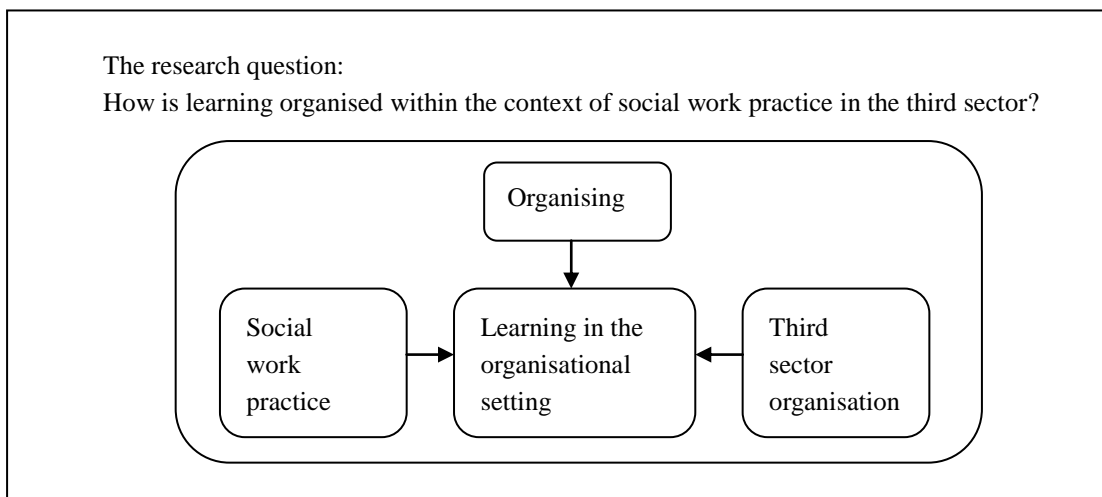 The research question:
How is learning organised within the context of social work practice in the third sector?
Organising
Social
work
practice
Learning in the
organisational
setting
Third
sector
organisation